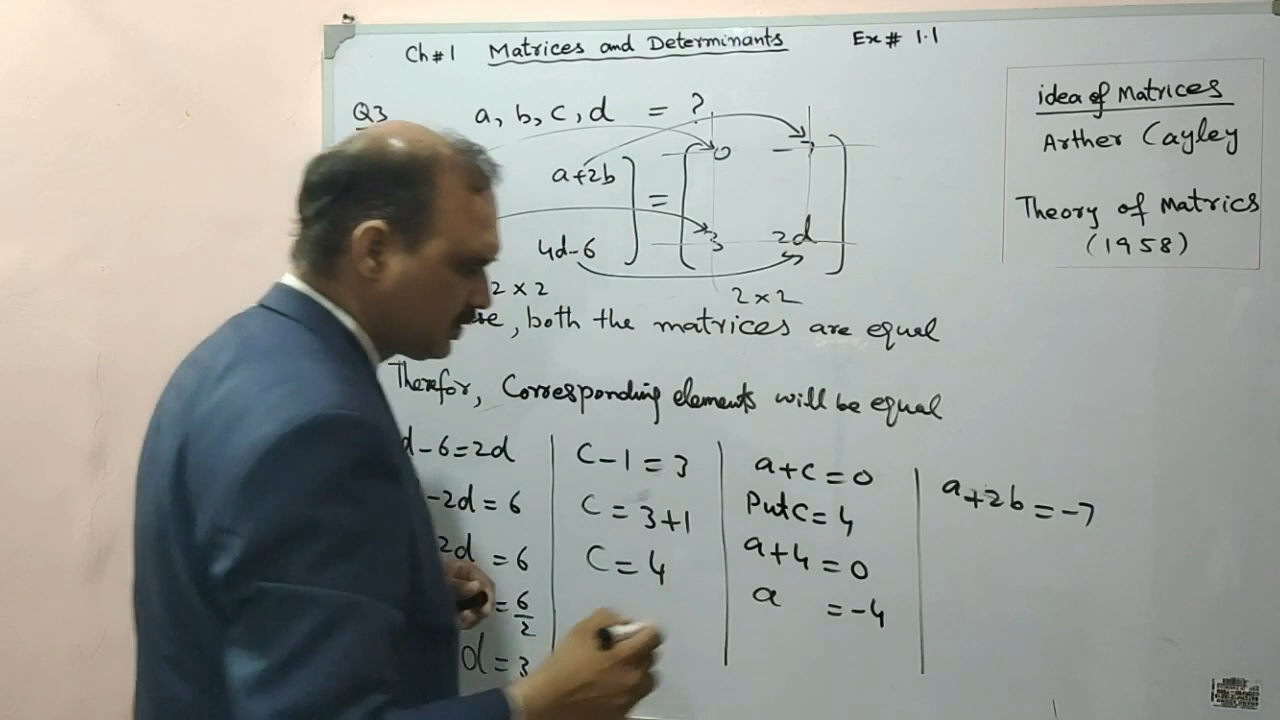 Ch#1 Matrices and Determinants Ex# 1.1
idea of Matrices
Arther Cayley
Theory of Matrics
(1958)
Q3 a, b, c, d = ?
a+2b = 0 -7
4d-6 3 2d
2×2 2×2
, both the matrices are equal
Therefor, Corresponding elements will be equal
d-6=2d
-2d=6
2d=6
=6/2
d=3
C-1=3
C=3+1
C=4
a+c=0
Put C=4
a+4=0
a =-4
a+2b=-7